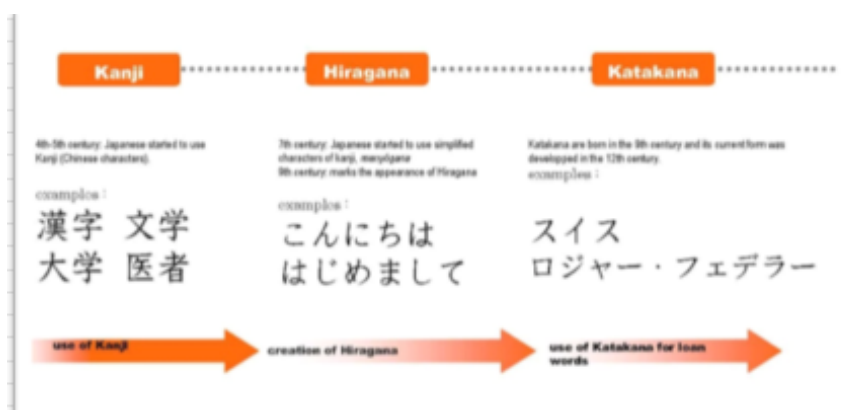 Kanji
Hiragana
Katakana
4th-5th century: Japanese started to use
Kanji (Chinese characters).
examples :
漢字 文学
大学 医者
7th century: Japanese started to use simplified
characters of kanji, manyôgana
9th century: marks the appearance of Hiragana
examples :
こんにちは
はじめまして
Katakana are born in the 9th century and its current form was
developped in the 12th century.
examples :
スイス
ロジャー・フェデラー
use of Kanji
creation of Hiragana
use of Katakana for loan
words